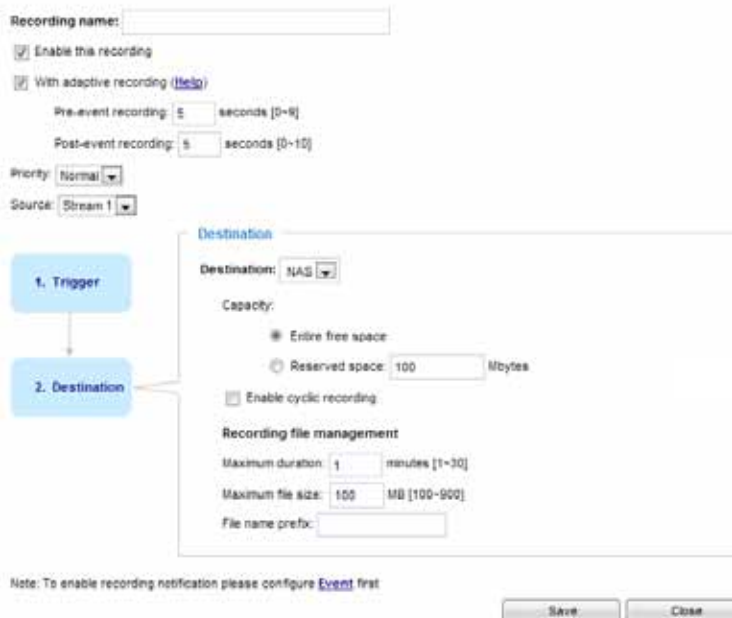 Recording name:
Enable this recording
With adaptive recording (Help)
Pre-event recording: 5 seconds [0~9]
Post-event recording: 5 seconds [0~10]
Priority: Normal
Source: Stream 1
1. Trigger
2. Destination
Destination
Destination: NAS
Capacity:
Entire free space
Reserved space: 100 Mbytes
Enable cyclic recording
Recording file management
Maximum duration: 1 minutes [1~30]
Maximum file size: 100 MB [100~900]
File name prefix:
Note: To enable recording notification please configure Event first
Save Close